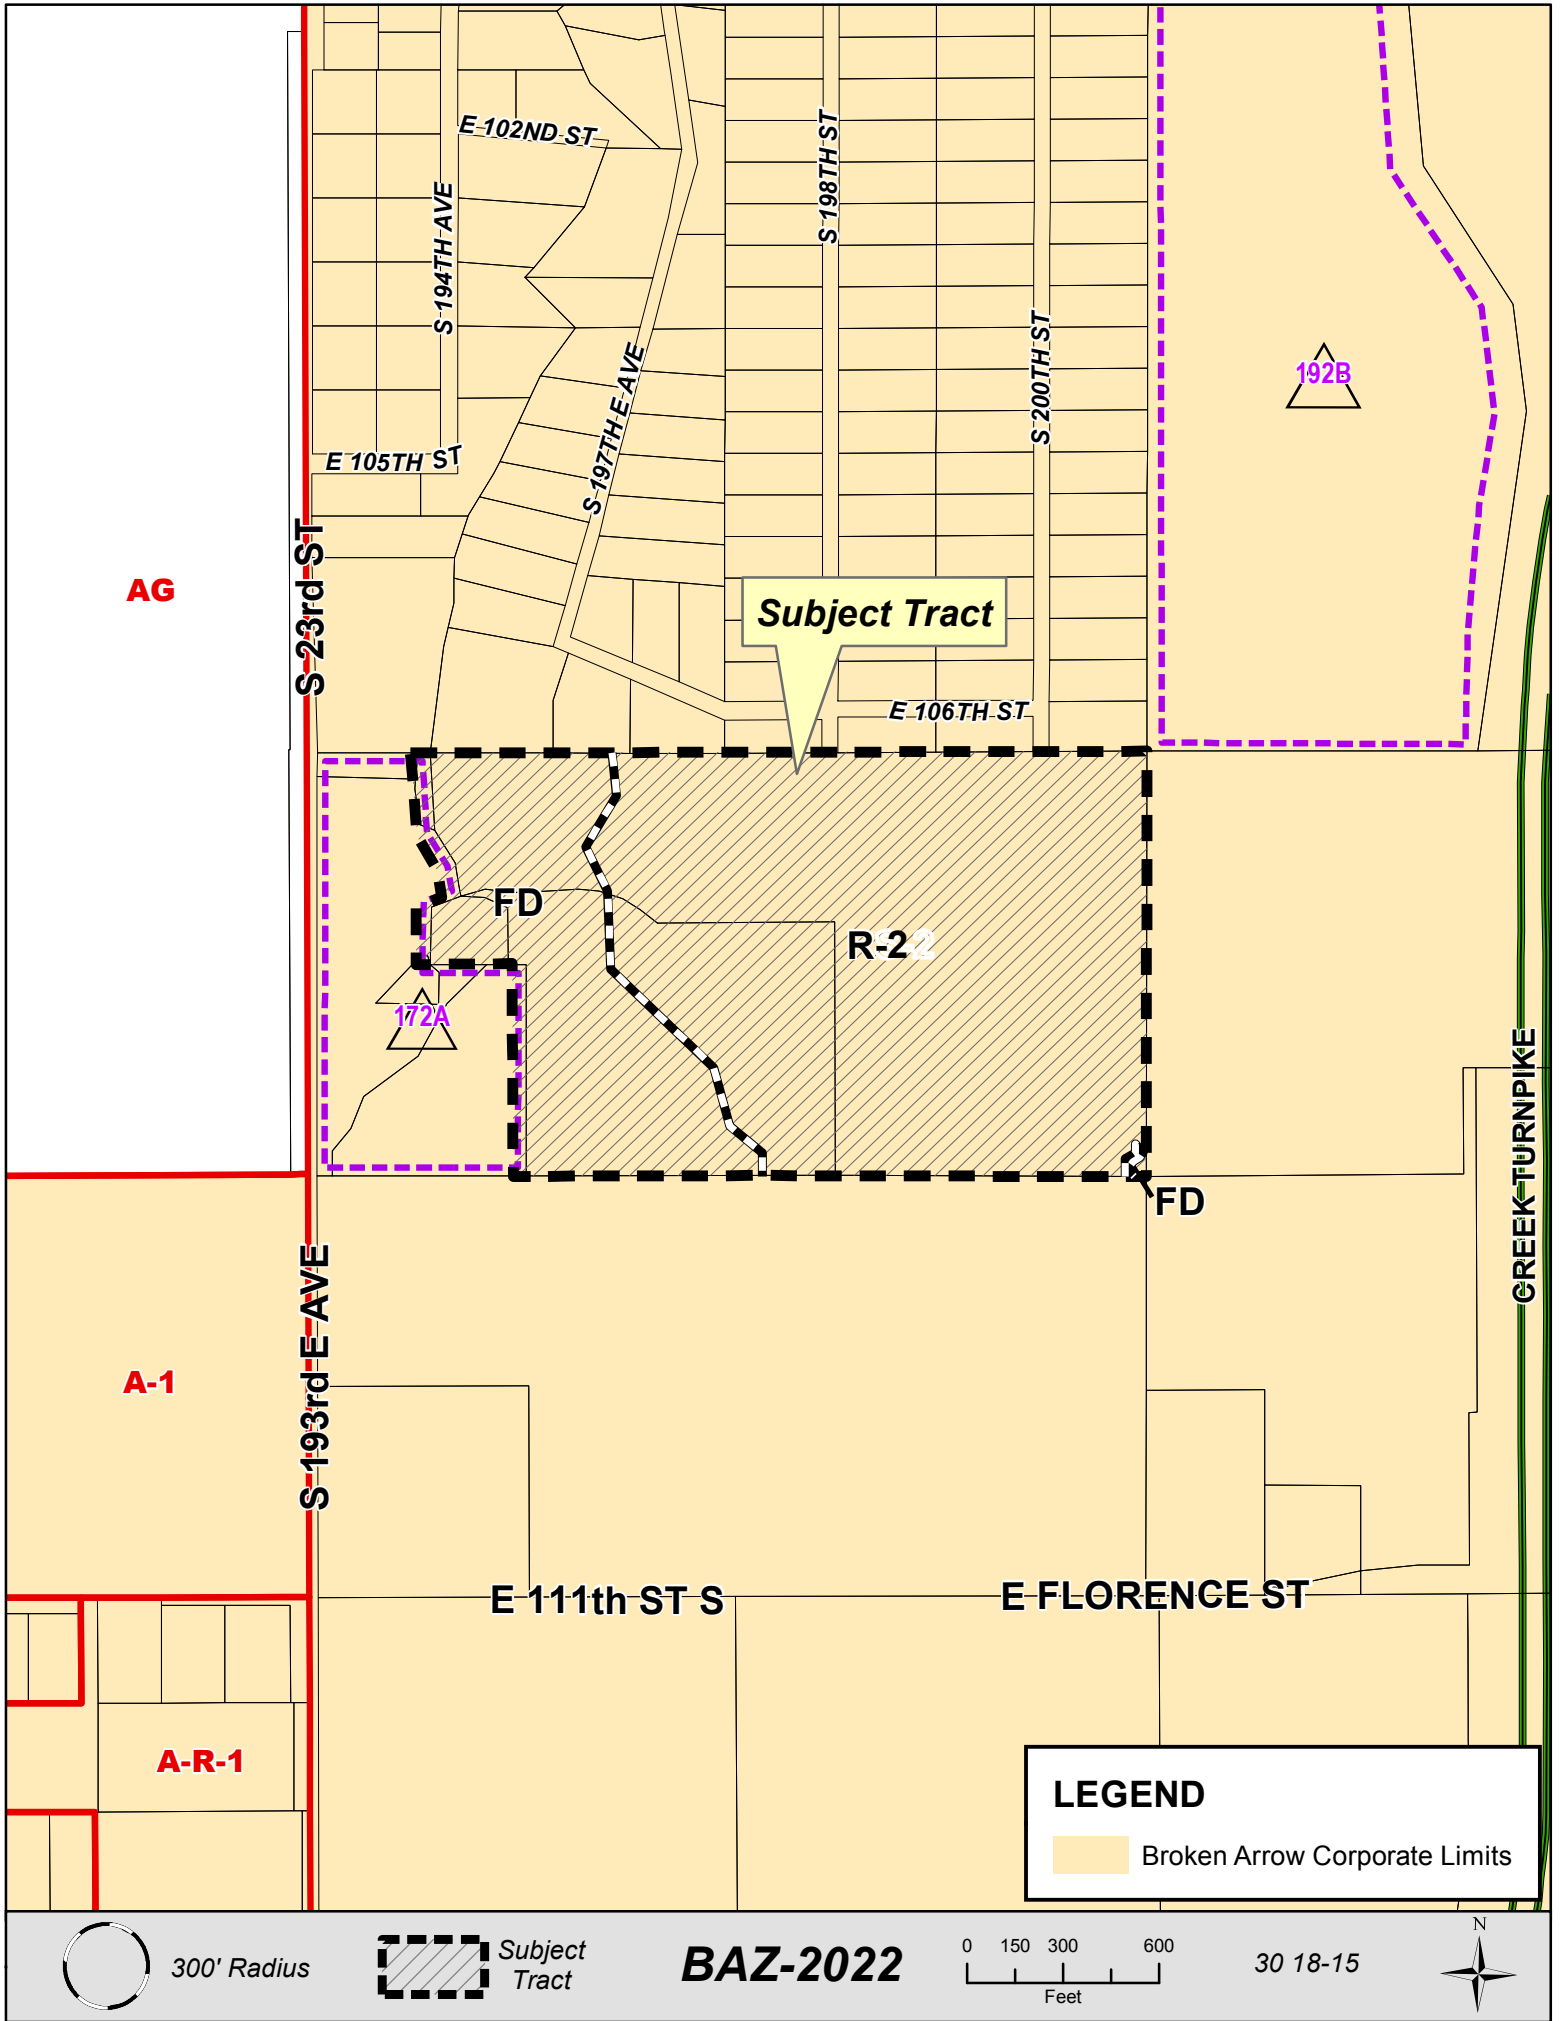 E 102ND ST
S 194TH AVE
S 198TH ST
S 197TH E AVE
S 200TH ST
192B
E 105TH ST
S 23rd ST
AG
Subject Tract
E 106TH ST
FD
R-2
172A
CREEK TURNPIKE
FD
S 193rd E AVE
A-1
E 111th ST S
E FLORENCE ST
A-R-1
LEGEND
Broken Arrow Corporate Limits
300' Radius
Subject
Tract
BAZ-2022
0 150 300 600
Feet
30 18-15
N